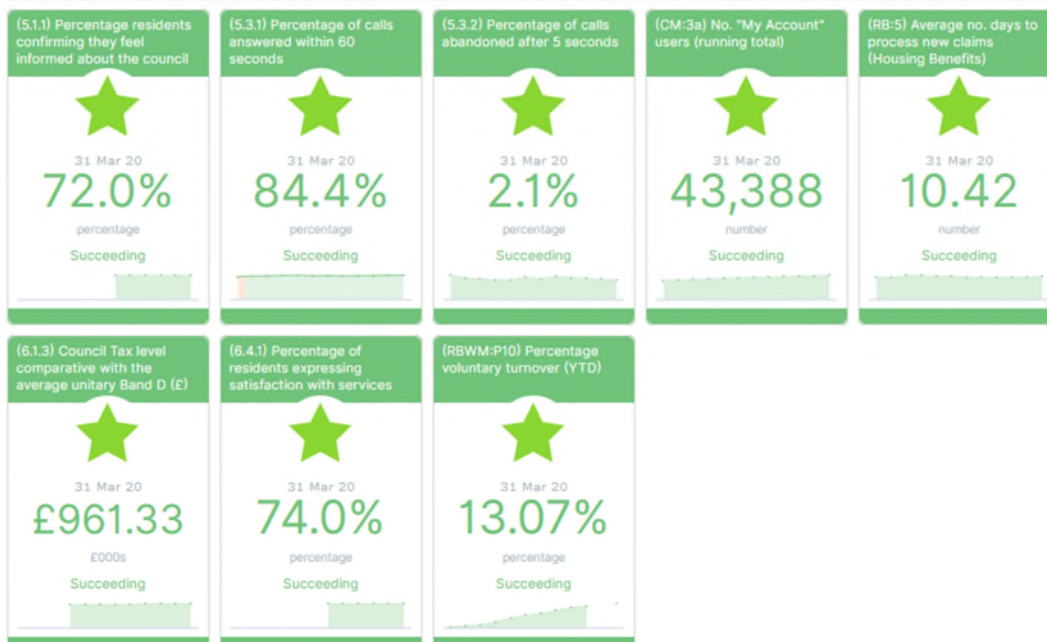 (5.1.1) Percentage residents
confirming they feel
informed about the council
31 Mar 20
72.0%
percentage
Succeeding
(5.3.1) Percentage of calls
answered within 60
seconds
31 Mar 20
84.4%
percentage
Succeeding
(5.3.2) Percentage of calls
abandoned after 5 seconds
31 Mar 20
2.1%
percentage
Succeeding
(CM:3a) No. "My Account"
users (running total)
31 Mar 20
43,388
number
Succeeding
(RB:5) Average no. days to
process new claims
(Housing Benefits)
31 Mar 20
10.42
number
Succeeding
(6.1.3) Council Tax level
comparative with the
average unitary Band D (£)
31 Mar 20
£961.33
£000s
Succeeding
(6.4.1) Percentage of
residents expressing
satisfaction with services
31 Mar 20
74.0%
percentage
Succeeding
(RBWM:P10) Percentage
voluntary turnover (YTD)
31 Mar 20
13.07%
percentage
Succeeding